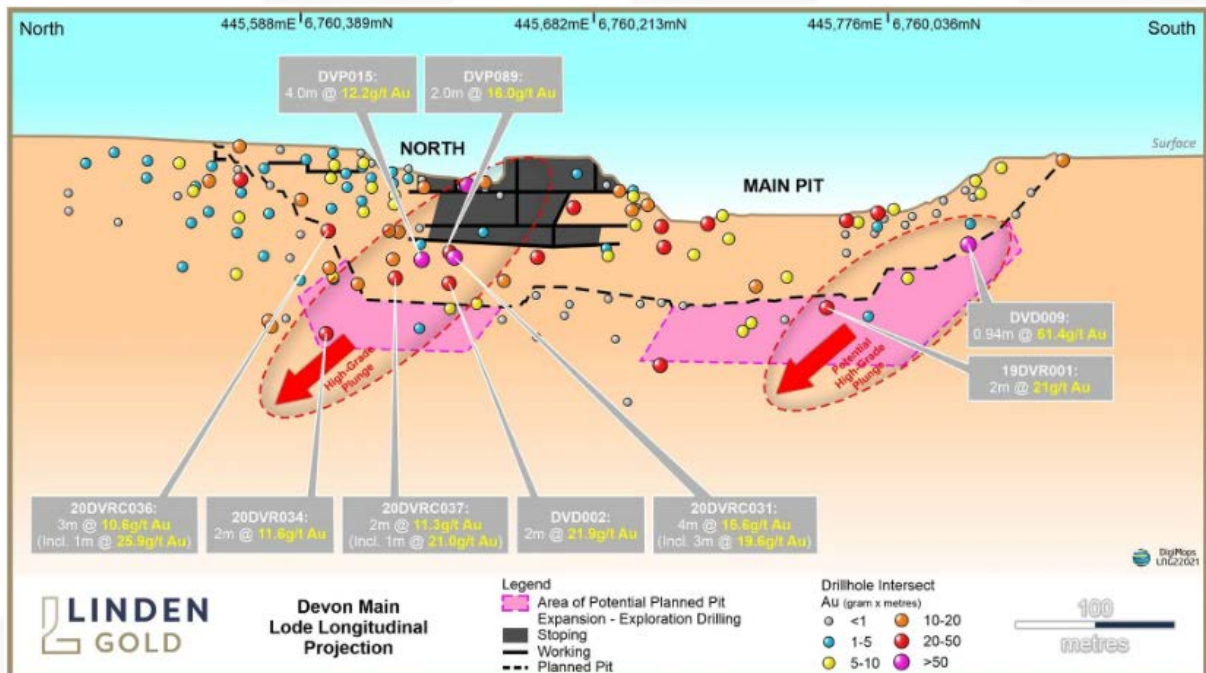 North
445,588mE 6,760,389mN
445,682mE 6,760,213mN
445,776mE 6,760,036mN
South
DVP015:
4.0m @ 12.2g/t Au
DVP089:
2.0m @ 16.0g/t Au
NORTH
Surface
MAIN PIT
DVD009:
0.94m @ 61.4g/t Au
19DVR001:
2m @ 21g/t Au
High-Grade
Plunge
Potential
High-Grade
Plunge
20DVRC036:
3m @ 10.6g/t Au
(Incl. 1m @ 25.9g/t Au)
20DVR034:
2m @ 11.6g/t Au
20DVRC037:
2m @ 11.3g/t Au
(Incl. 1m @ 21.0g/t Au)
DVD002:
2m @ 21.9g/t Au
20DVRC031:
4m @ 15.6g/t Au
(Incl. 3m @ 19.6g/t Au)
DigiMaps
LNG22021
LINDEN
GOLD
Devon Main
Lode Longitudinal
Projection
Legend
Area of Potential Planned Pit
Expansion - Exploration Drilling
Stoping
Working
Planned Pit
Drillhole Intersect
Au (gram x metres)
<1
1-5
5-10
10-20
20-50
>50
100
metres